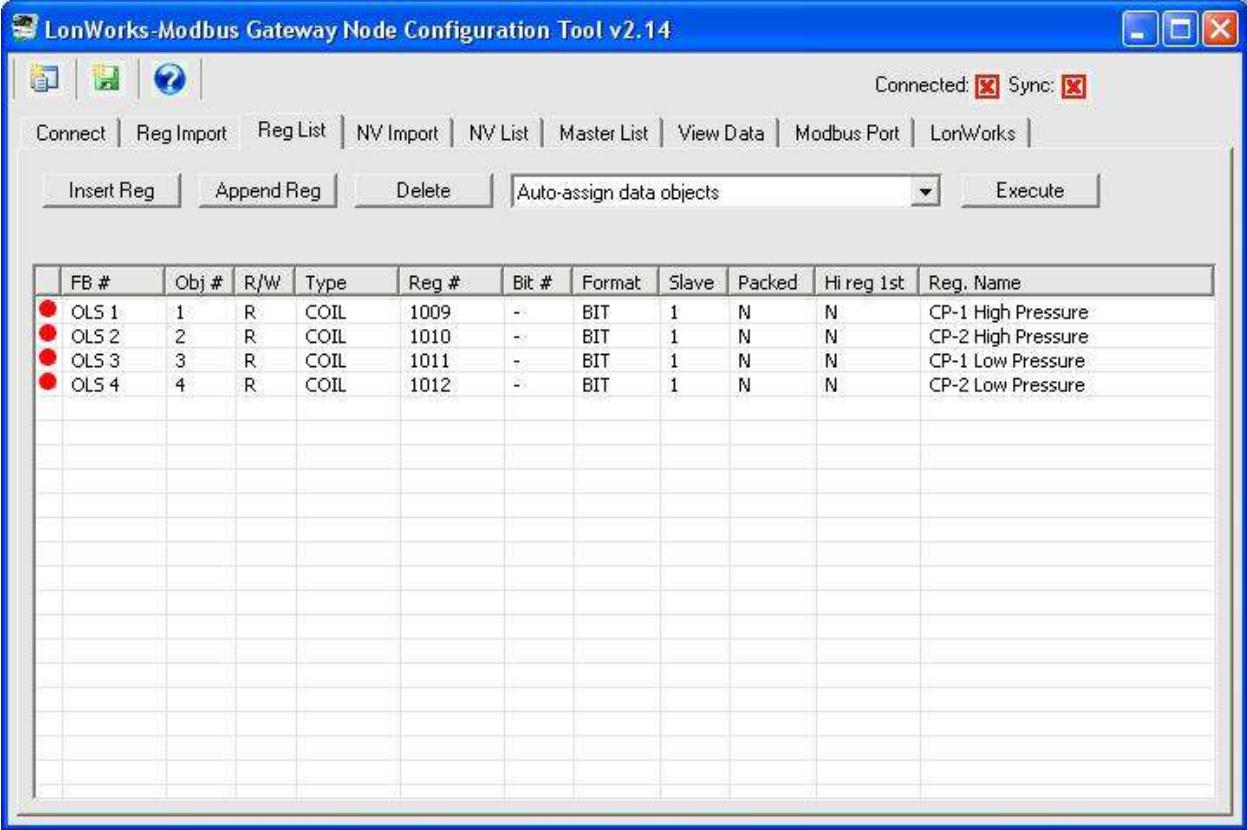 LonWorks-Modbus Gateway Node Configuration Tool v2.14
Connected: Sync:
Connect Reg Import Reg List NV Import NV List Master List View Data Modbus Port LonWorks
Insert Reg Append Reg Delete Auto-assign data objects Execute
FB # Obj # R/W Type Reg # Bit # Format Slave Packed Hi reg 1st Reg. Name
OLS 1 1 R COIL 1009 - BIT 1 N N CP-1 High Pressure
OLS 2 2 R COIL 1010 - BIT 1 N N CP-2 High Pressure
OLS 3 3 R COIL 1011 - BIT 1 N N CP-1 Low Pressure
OLS 4 4 R COIL 1012 - BIT 1 N N CP-2 Low Pressure